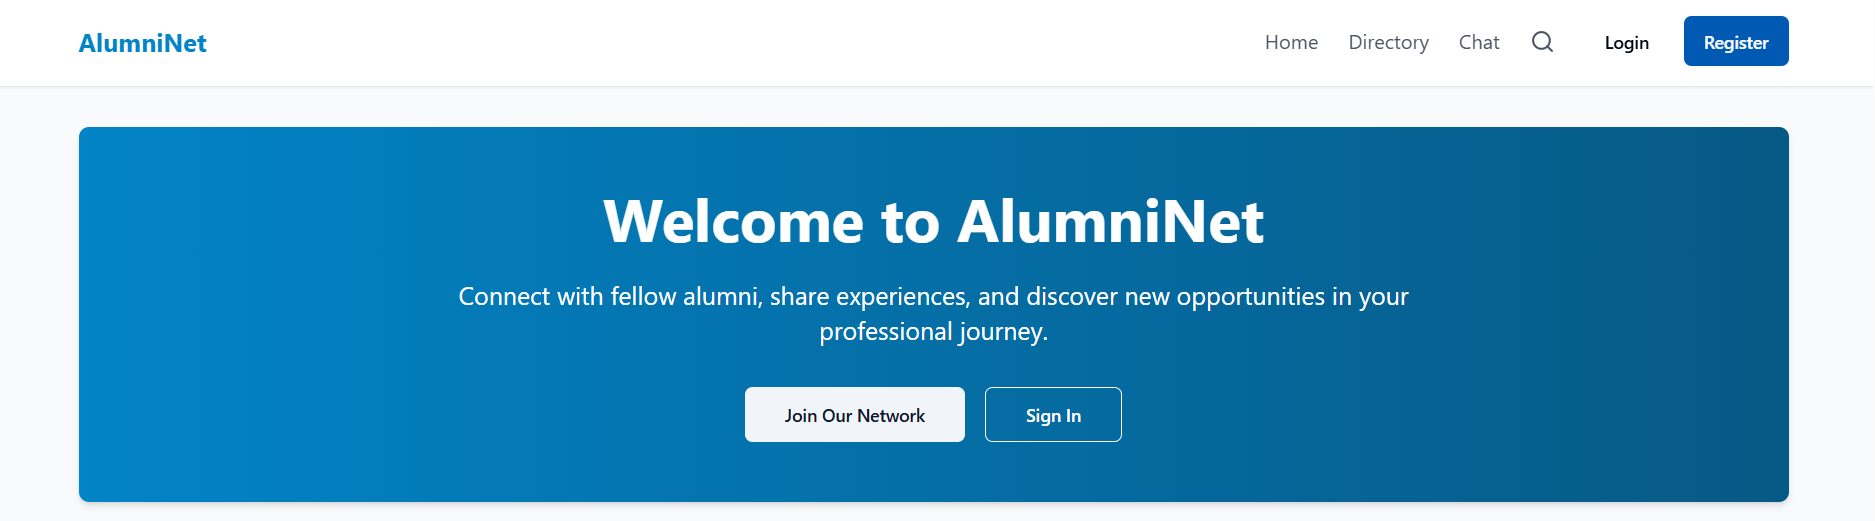 AlumniNet
Home
Directory
Chat
Login
Register
Welcome to AlumniNet
Connect with fellow alumni, share experiences, and discover new opportunities in your
professional journey.
Join Our Network
Sign In